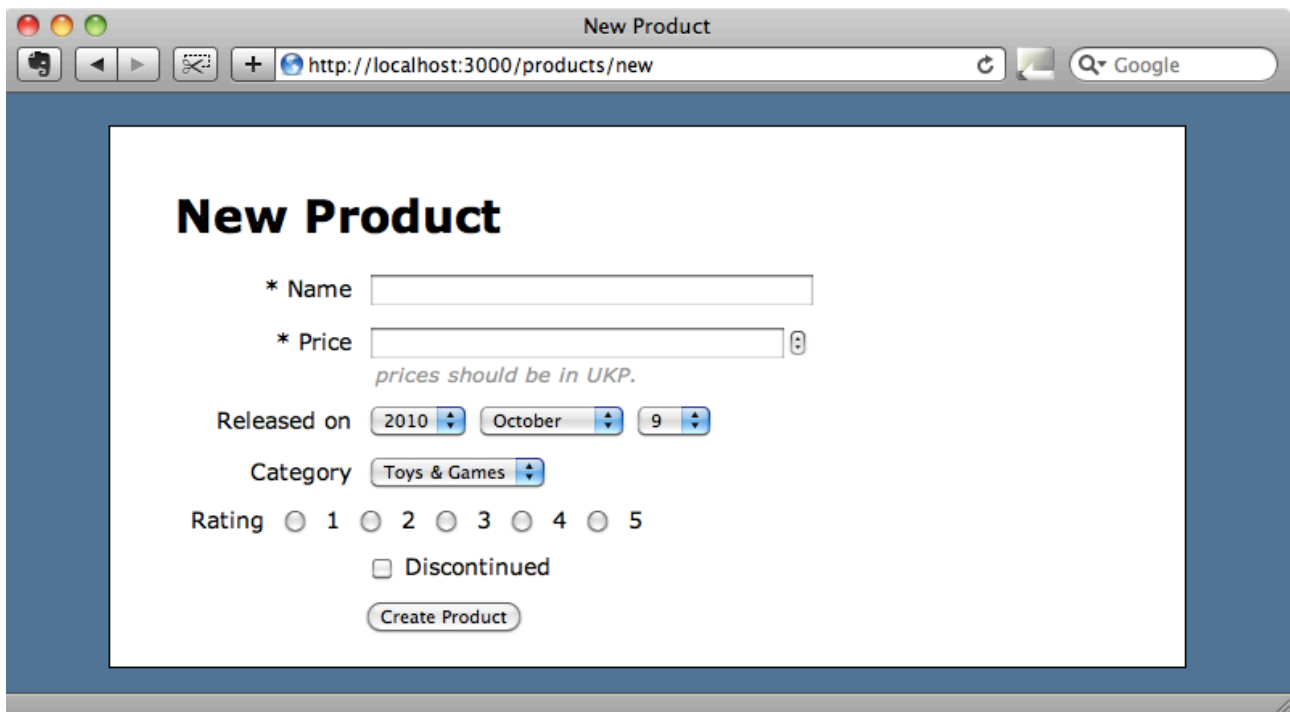 New Product
http://localhost:3000/products/new
Google
New Product
* Name
* Price
prices should be in UKP.
Released on 2010 October 9
Category Toys & Games
Rating 1 2 3 4 5
Discontinued
Create Product